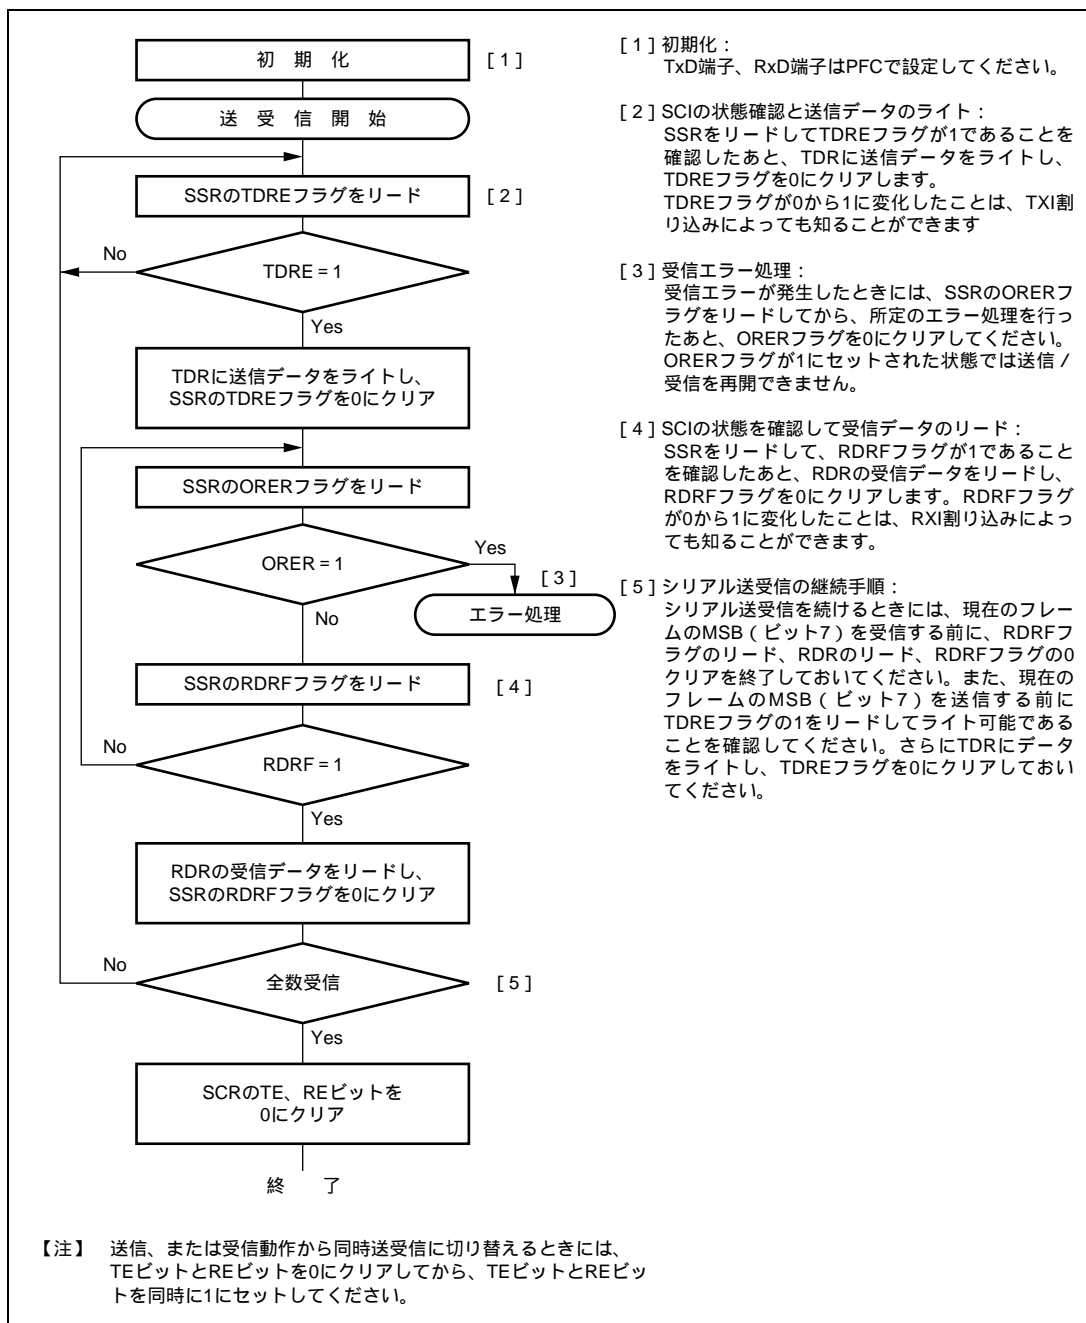 初 期 化 [1]
送 受 信 開 始
SSRのTDREフラグをリード [2]
No
TDRE = 1
Yes
TDRに送信データをライトし、
SSRのTDREフラグを0にクリア
SSRのORERフラグをリード
ORER = 1
Yes
[3]
エラー処理
No
SSRのRDRFフラグをリード [4]
No
RDRF = 1
Yes
RDRの受信データをリードし、
SSRのRDRFフラグを0にクリア
No
全数受信 [5]
Yes
SCRのTE、REビットを
0にクリア
終 了
[1]初期化:
TxD端子、RxD端子はPFCで設定してください。
[2]SCIの状態確認と送信データのライト:
SSRをリードしてTDREフラグが1であることを
確認したあと、TDRに送信データをライトし、
TDREフラグを0にクリアします。
TDREフラグが0から1に変化したことは、TXI割
り込みによっても知ることができます
[3]受信エラー処理:
受信エラーが発生したときには、SSRのORERフ
ラグをリードしてから、所定のエラー処理を行っ
たあと、ORERフラグを0にクリアしてください。
ORERフラグが1にセットされた状態では送信/
受信を再開できません。
[4]SCIの状態を確認して受信データのリード:
SSRをリードして、RDRFフラグが1であること
を確認したあと、RDRの受信データをリードし、
RDRFフラグを0にクリアします。RDRFフラグ
が0から1に変化したことは、RXI割り込みによっ
ても知ることができます。
[5]シリアル送受信の継続手順:
シリアル送受信を続けるときには、現在のフレー
ムのMSB(ビット7)を受信する前に、RDRFフ
ラグのリード、RDRのリード、RDRFフラグの0
クリアを終了しておいてください。また、現在の
フレームのMSB(ビット7)を送信する前に
TDREフラグの1をリードしてライト可能である
ことを確認してください。さらにTDRにデータ
をライトし、TDREフラグを0にクリアしておい
てください。
【注】 送信、または受信動作から同時送受信に切り替えるときには、
TEビットとREビットを0にクリアしてから、TEビットとREビッ
トを同時に1にセットしてください。